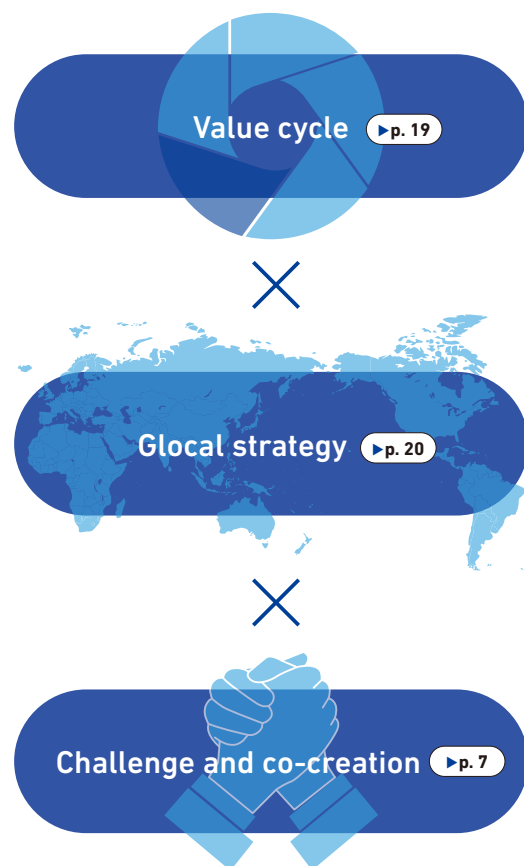 Value cycle ▶p. 19
×
Glocal strategy ▶p. 20
×
Challenge and co-creation ▶p. 7